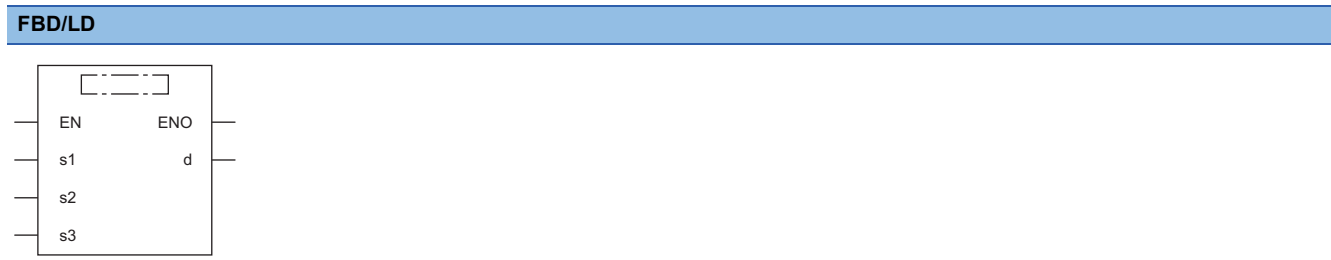 FBD/LD
EN ENO
s1 d
s2
s3